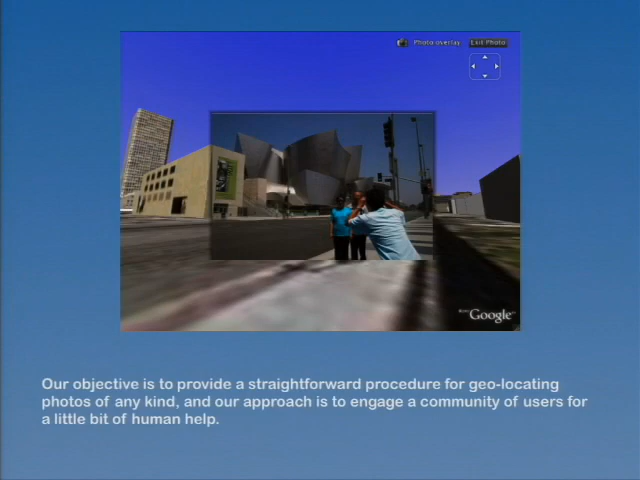 Photo overlay Exit Photo
Google
Our objective is to provide a straightforward procedure for geo-locating
photos of any kind, and our approach is to engage a community of users for
a little bit of human help.